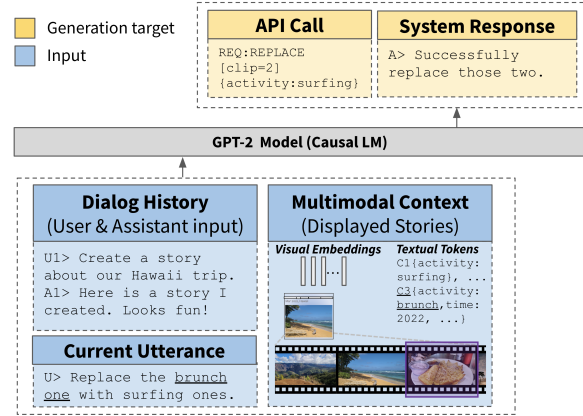 Generation target
Input
API Call
REQ:REPLACE
[clip=2]
{activity:surfing}
System Response
A> Successfully
replace those two.
GPT-2 Model (Causal LM)
Dialog History
(User & Assistant input)
U1> Create a story
about our Hawaii trip.
A1> Here is a story I
created. Looks fun!
Current Utterance
U> Replace the brunch
one with surfing ones.
Multimodal Context
(Displayed Stories)
Visual Embeddings
Textual Tokens
C1{activity:
surfing}, ...
C3{activity:
brunch,time:
2022, ...}